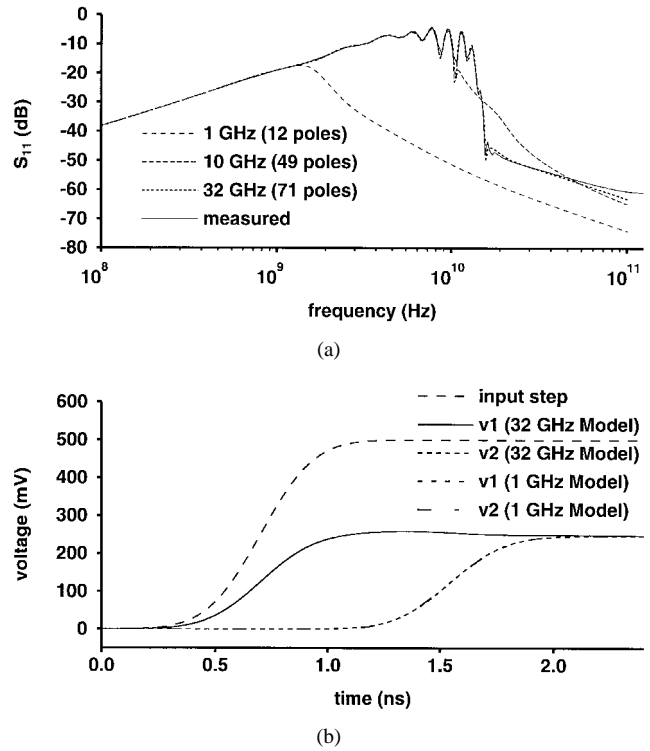 0
-10
-20
-30
-40
-50
-60
-70
-80
S11 (dB)
1 GHz (12 poles)
10 GHz (49 poles)
32 GHz (71 poles)
measured
10^8
10^9
10^10
10^11
frequency (Hz)
(a)
600
500
400
300
200
100
0
voltage (mV)
input step
v1 (32 GHz Model)
v2 (32 GHz Model)
v1 (1 GHz Model)
v2 (1 GHz Model)
0.0
0.5
1.0
1.5
2.0
time (ns)
(b)